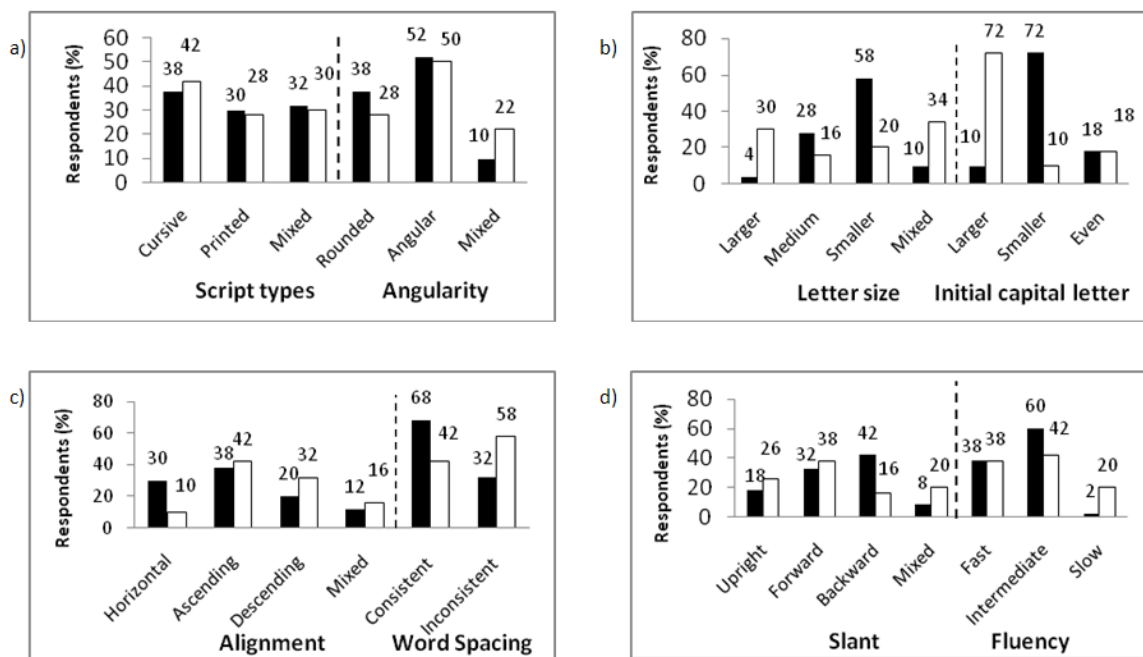 a)
Respondents (%)
60
50
40
30
20
10
0
38 42
30 28
32 30
38 28
52 50
10 22
Cursive
Printed
Mixed
Rounded
Angular
Mixed
Script types
Angularity
b)
Respondents (%)
80
60
40
20
0
4 30
28 16
58 20
10 34
10 72
72 10
18 18
Larger
Medium
Smaller
Mixed
Larger
Smaller
Even
Letter size
Initial capital letter
c)
Respondents (%)
80
60
40
20
0
30 10
38 42
20 32
12 16
68 42
32 58
Horizontal
Ascending
Descending
Mixed
Consistent
Inconsistent
Alignment
Word Spacing
d)
Respondents (%)
80
60
40
20
0
18 26
32 38
42 16
8 20
38 38
60 42
2 20
Upright
Forward
Backward
Mixed
Fast
Intermediate
Slow
Slant
Fluency